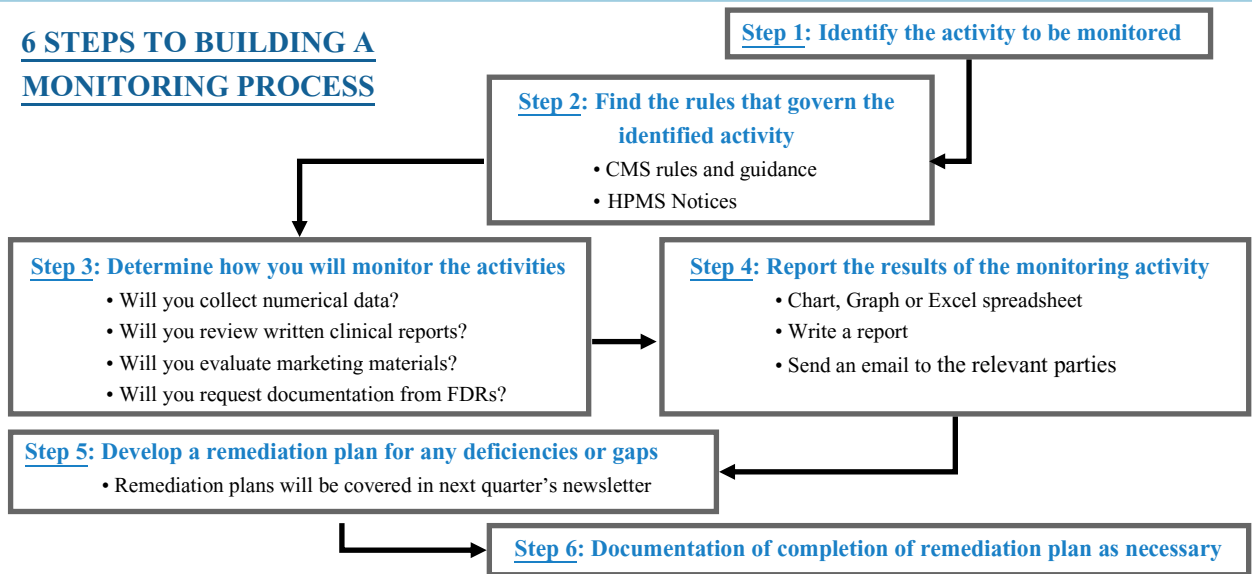 6 STEPS TO BUILDING A
MONITORING PROCESS
Step 1: Identify the activity to be monitored
Step 2: Find the rules that govern the
identified activity
• CMS rules and guidance
• HPMS Notices
Step 3: Determine how you will monitor the activities
• Will you collect numerical data?
• Will you review written clinical reports?
• Will you evaluate marketing materials?
• Will you request documentation from FDRs?
Step 4: Report the results of the monitoring activity
• Chart, Graph or Excel spreadsheet
• Write a report
• Send an email to the relevant parties
Step 5: Develop a remediation plan for any deficiencies or gaps
• Remediation plans will be covered in next quarter’s newsletter
Step 6: Documentation of completion of remediation plan as necessary